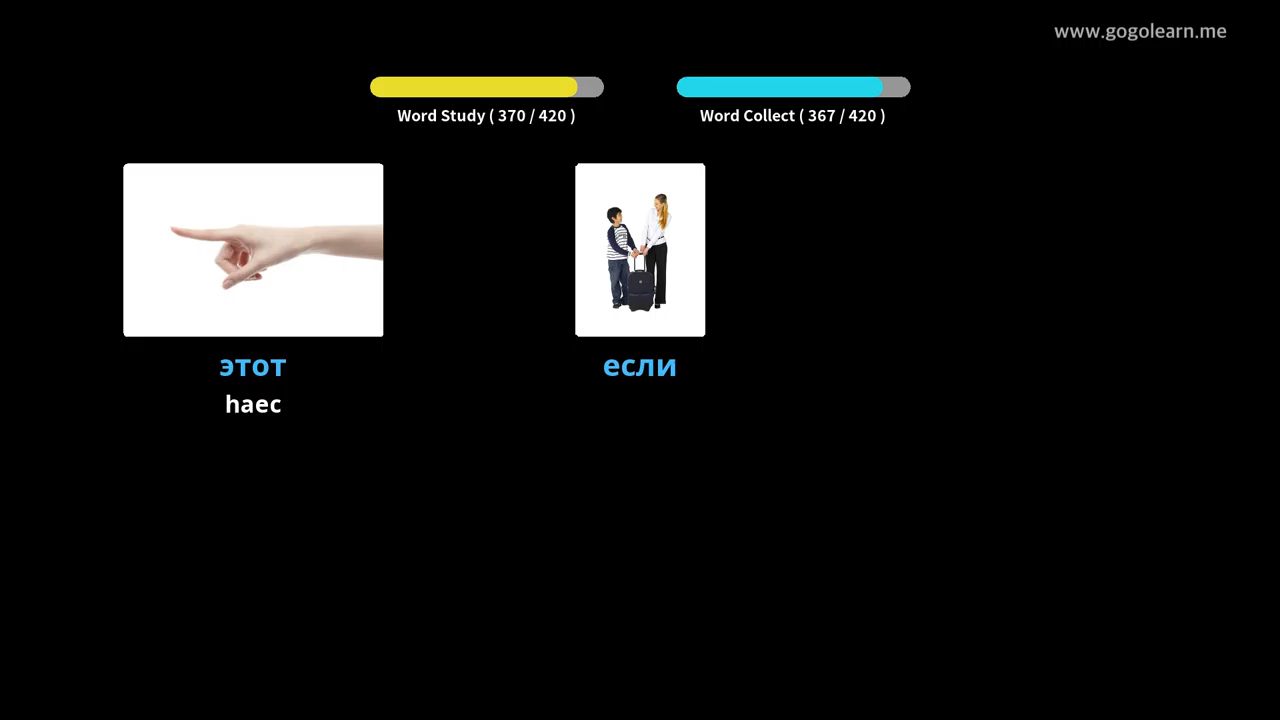 www.gogolearn.me
Word Study ( 370 / 420 )
Word Collect ( 367 / 420 )
этот
если
haec